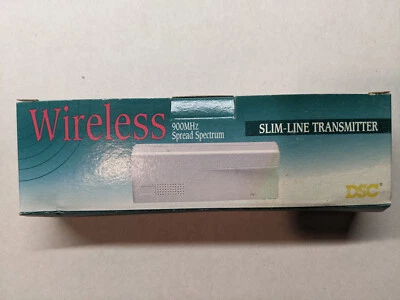 Wireless
900MHz
Spread Spectrum
SLIM-LINE TRANSMITTER
DSC